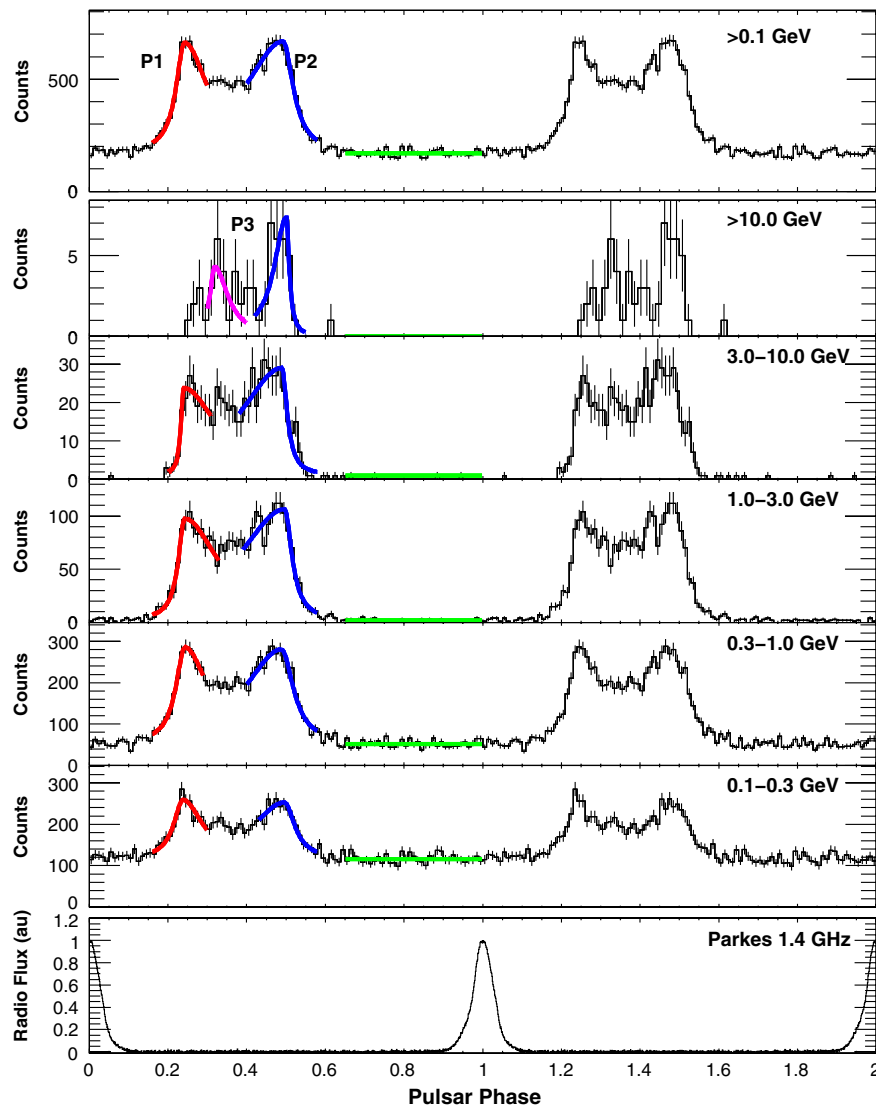 >0.1 GeV
P1
P2
Counts
500
0
>10.0 GeV
P3
Counts
5
0
3.0–10.0 GeV
Counts
30
20
10
0
1.0–3.0 GeV
Counts
100
50
0
0.3–1.0 GeV
Counts
300
200
100
0
0.1–0.3 GeV
Counts
300
200
100
0
Parkes 1.4 GHz
Radio Flux (au)
1.2
1
0.8
0.6
0.4
0.2
0
0 0.2 0.4 0.6 0.8 1 1.2 1.4 1.6 1.8 2
Pulsar Phase